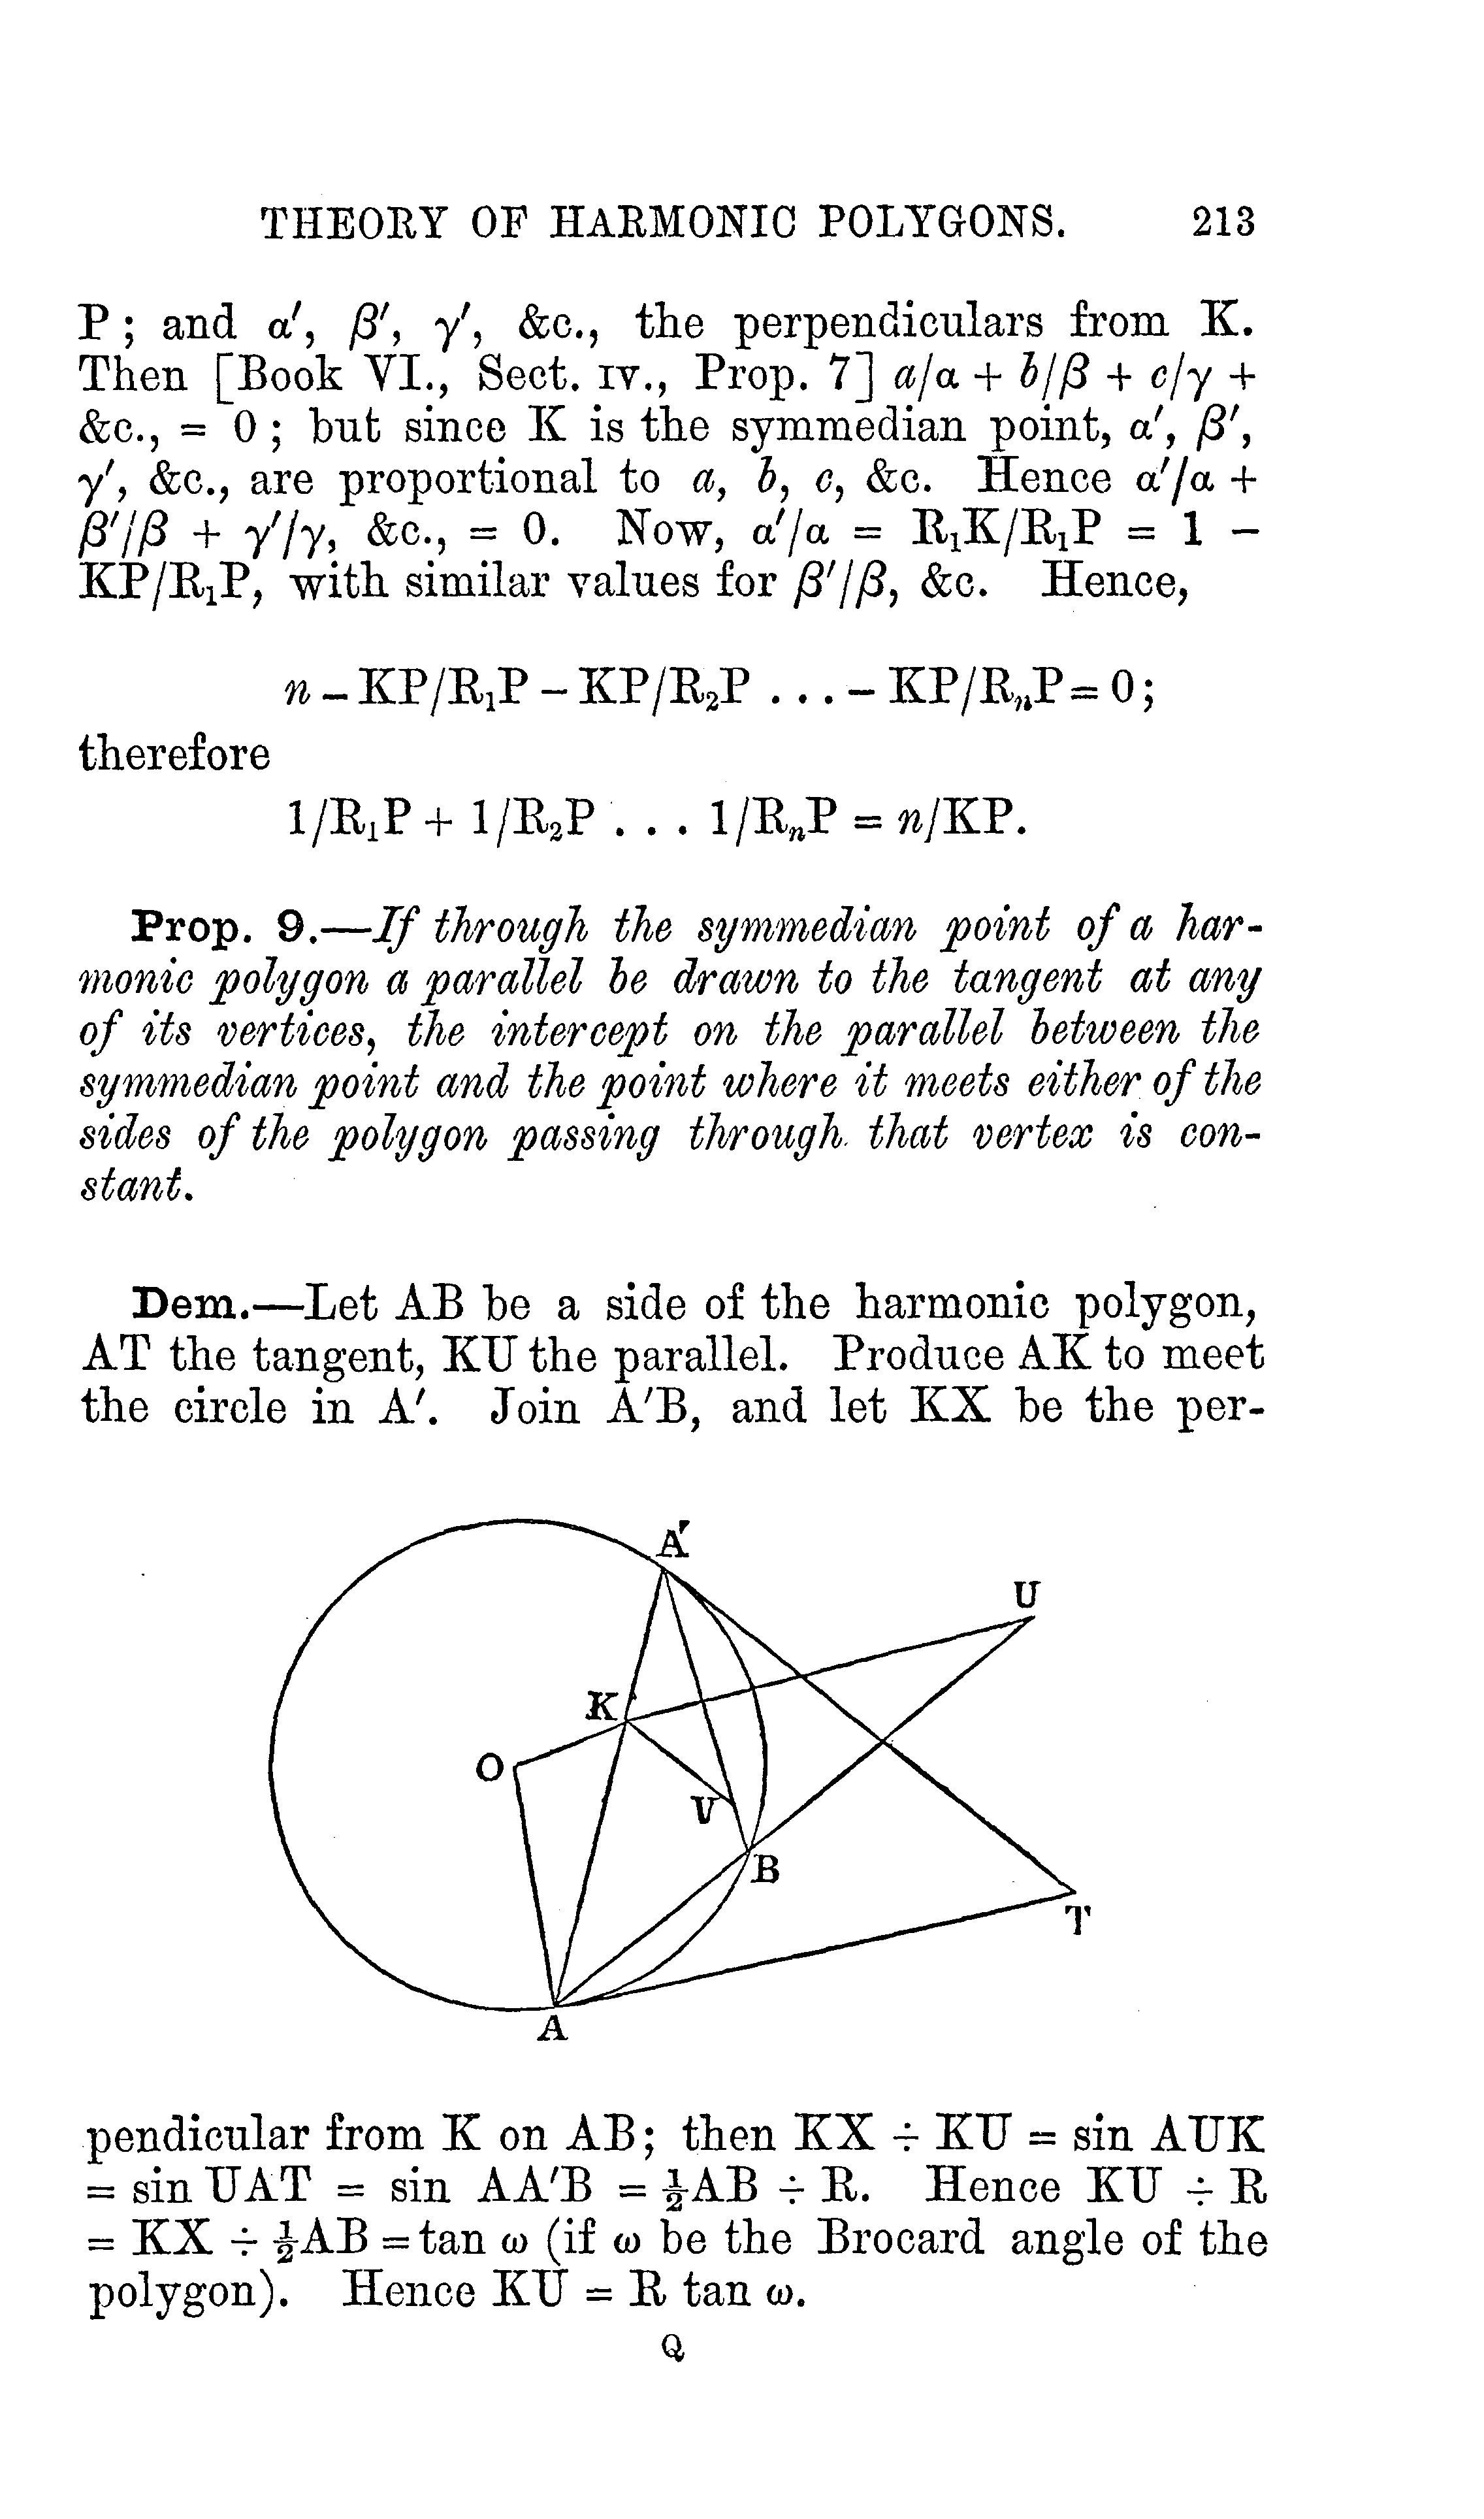 THEORY OF HARMONIC POLYGONS. 213
P; and α′, β′, γ′, &c., the perpendiculars from K.
Then [Book VI., Sect. IV., Prop. 7] a/α + b/β + c/γ +
&c., = 0; but since K is the symmedian point, α′, β′,
γ′, &c., are proportional to a, b, c, &c. Hence α′/α +
β′/β + γ′/γ, &c., = 0. Now, α′/α = R₁K/R₁P = 1 –
KP/R₁P, with similar values for β′/β, &c. Hence,
n – KP/R₁P – KP/R₂P ... – KP/RₙP = 0;
therefore
1/R₁P + 1/R₂P ... 1/RₙP = n/KP.
Prop. 9.—If through the symmedian point of a har-
monic polygon a parallel be drawn to the tangent at any
of its vertices, the intercept on the parallel between the
symmedian point and the point where it meets either of the
sides of the polygon passing through that vertex is con-
stant.
Dem.—Let AB be a side of the harmonic polygon,
AT the tangent, KU the parallel. Produce AK to meet
the circle in A′. Join A′B, and let KX be the per-
A′
U
K
O
V
B
T
A
pendicular from K on AB; then KX ÷ KU = sin AUK
= sin UAT = sin AA′B = ½AB ÷ R. Hence KU ÷ R
= KX ÷ ½AB = tan ω (if ω be the Brocard angle of the
polygon). Hence KU = R tan ω.
Q